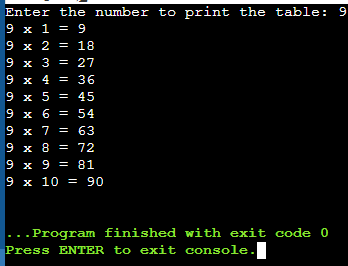 Enter the number to print the table: 9
9 x 1 = 9
9 x 2 = 18
9 x 3 = 27
9 x 4 = 36
9 x 5 = 45
9 x 6 = 54
9 x 7 = 63
9 x 8 = 72
9 x 9 = 81
9 x 10 = 90
...Program finished with exit code 0
Press ENTER to exit console.